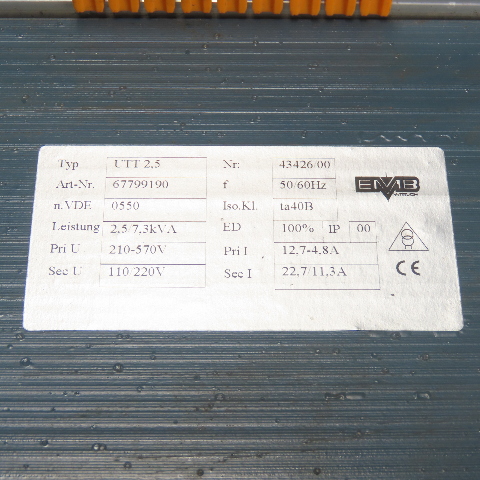 Typ UTT 2,5 Nr: 43426/00
Art-Nr. 67799190 f 50/60Hz
n.VDE 0550 Iso.Kl. ta40B
Leistung 2,5/7,3kVA ED 100% IP 00
Pri U 210-570V Pri I 12,7-4,8A
Sec U 110/220V Sec I 22,7/11,3A
EMB
CE